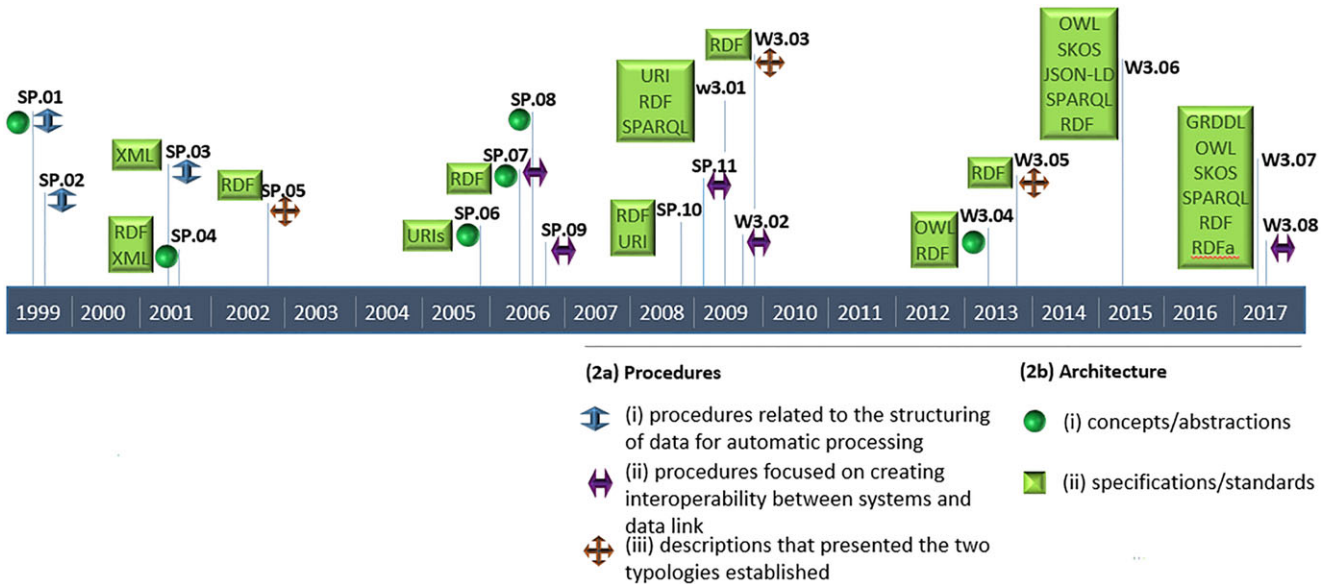 OWL
SKOS
JSON-LD
SPARQL
RDF
W3.06
RDF
W3.03
URI
RDF
SPARQL
w3.01
SP.01
SP.08
GRDDL
OWL
SKOS
SPARQL
RDF
RDFa
W3.07
XML
SP.03
SP.07
RDF
SP.11
RDF
W3.05
SP.02
RDF
SP.05
SP.06
URIs
RDF
URI
SP.10
W3.02
OWL
RDF
W3.04
W3.08
RDF
XML
SP.04
SP.09
1999 2000 2001 2002 2003 2004 2005 2006 2007 2008 2009 2010 2011 2012 2013 2014 2015 2016 2017
(2a) Procedures
(i) procedures related to the structuring
of data for automatic processing
(ii) procedures focused on creating
interoperability between systems and
data link
(iii) descriptions that presented the two
typologies established
(2b) Architecture
(i) concepts/abstractions
(ii) specifications/standards